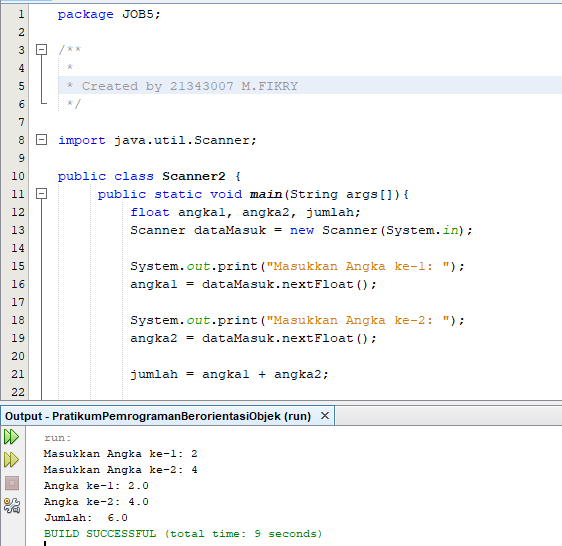 1 package JOB5;
2
3 /**
4 *
5 * Created by 21343007 M.FIKRY
6 */
7
8 import java.util.Scanner;
9
10 public class Scanner2 {
11 public static void main(String args[]){
12 float angka1, angka2, jumlah;
13 Scanner dataMasuk = new Scanner(System.in);
14
15 System.out.print("Masukkan Angka ke-1: ");
16 angka1 = dataMasuk.nextFloat();
17
18 System.out.print("Masukkan Angka ke-2: ");
19 angka2 = dataMasuk.nextFloat();
20
21 jumlah = angka1 + angka2;
22
Output - PratikumPemrogramanBerorientasiObjek (run) ×
run:
Masukkan Angka ke-1: 2
Masukkan Angka ke-2: 4
Angka ke-1: 2.0
Angka ke-2: 4.0
Jumlah:  6.0
BUILD SUCCESSFUL (total time: 9 seconds)